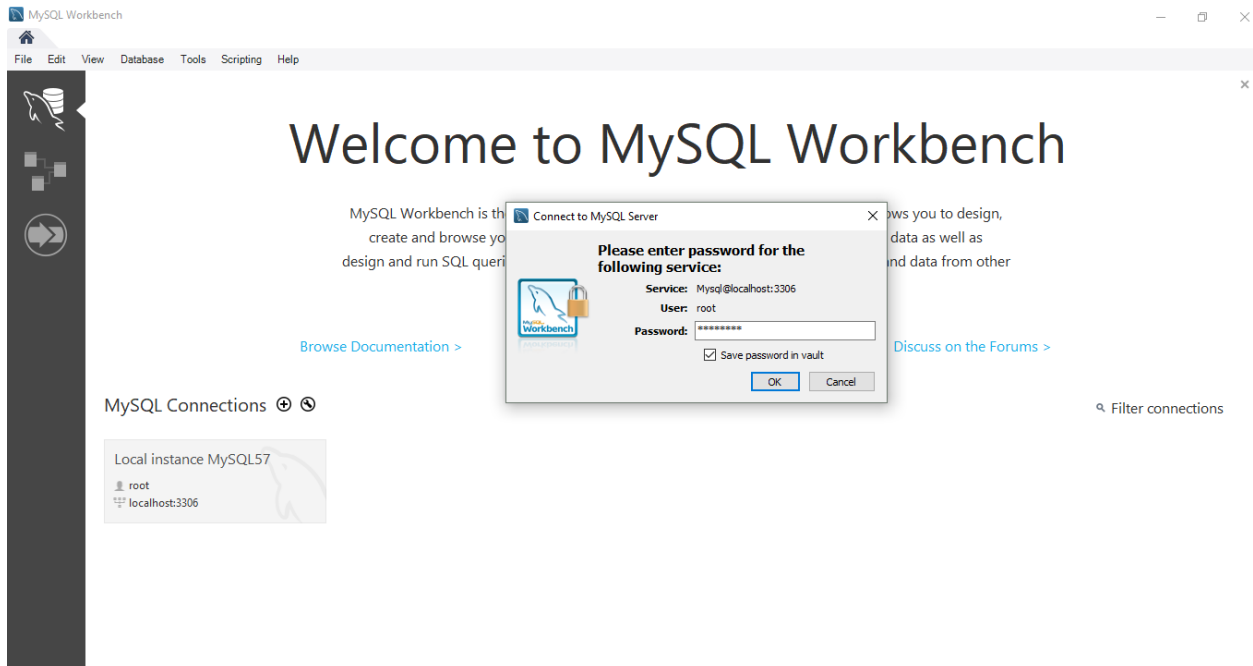 MySQL Workbench
File Edit View Database Tools Scripting Help
Welcome to MySQL Workbench
MySQL Workbench is th
ows you to design,
create and browse yo
data as well as
design and run SQL queri
nd data from other
Connect to MySQL Server
Please enter password for the
following service:
Service: Mysql@localhost:3306
User: root
Password: ********
Save password in vault
OK Cancel
MySQL
Workbench
Browse Documentation >
Discuss on the Forums >
MySQL Connections
Filter connections
Local instance MySQL57
root
localhost:3306